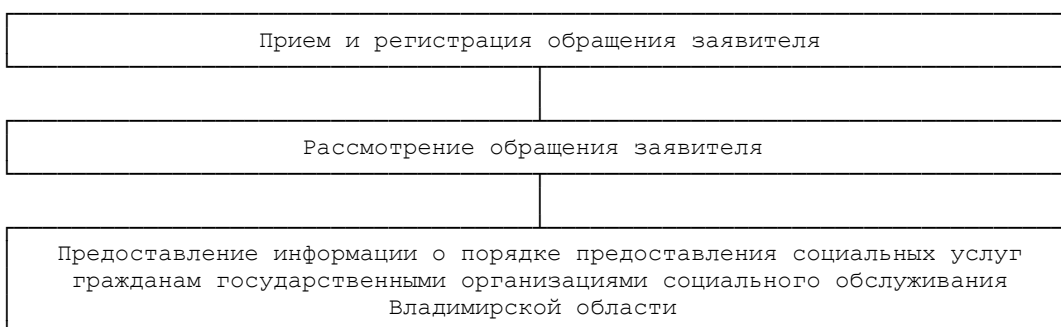 Прием и регистрация обращения заявителя
Рассмотрение обращения заявителя
Предоставление информации о порядке предоставления социальных услуг
гражданам государственными организациями социального обслуживания
Владимирской области